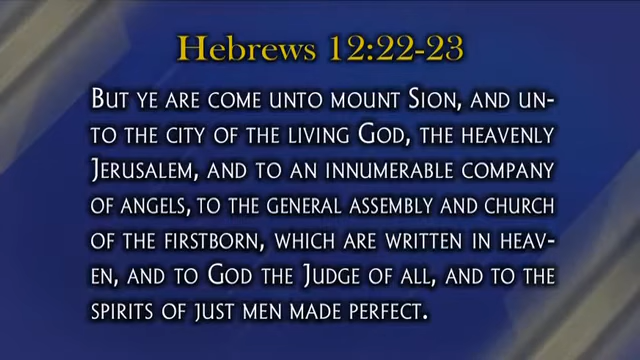 Hebrews 12:22-23
But ye are come unto mount Sion, and un-
to the city of the living God, the heavenly
Jerusalem, and to an innumerable company
of angels, to the general assembly and church
of the firstborn, which are written in heav-
en, and to God the Judge of all, and to the
spirits of just men made perfect.